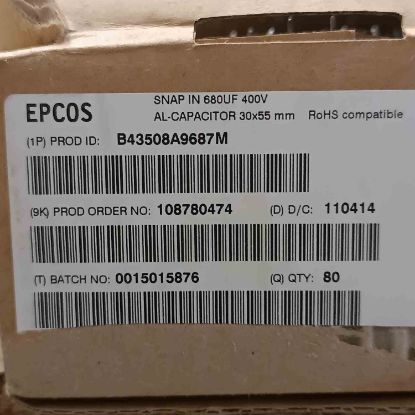 EPCOS SNAP IN 680UF 400V
AL-CAPACITOR 30x55 mm RoHS compatible
(1P) PROD ID: B43508A9687M
(9K) PROD ORDER NO: 108780474 (D) D/C: 110414
(T) BATCH NO: 0015015876 (Q) QTY: 80